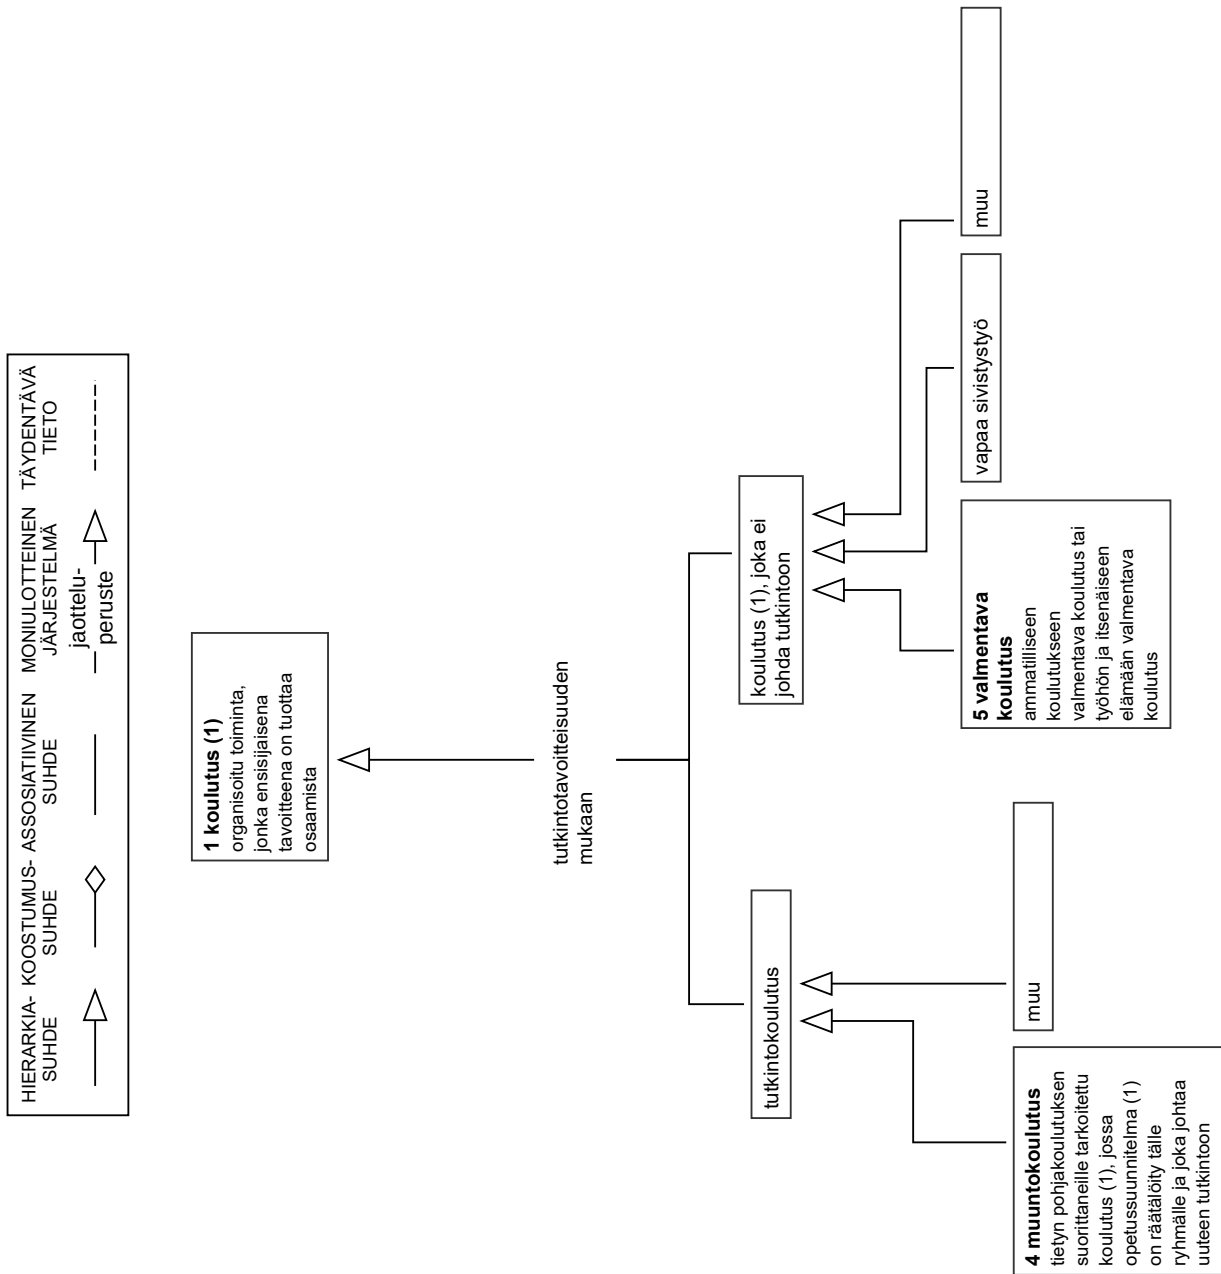 HIERARKIA-
SUHDE
KOOSTUMUS-
SUHDE
ASSOSIATIIVINEN
SUHDE
MONIULOTTEINEN
JÄRJESTELMÄ
jaottelu-
peruste
TÄYDENTÄVÄ
TIETO
1 koulutus (1)
organisoitu toiminta,
jonka ensisijaisena
tavoitteena on tuottaa
osaamista
tutkintotavoitteisuuden
mukaan
tutkintokoulutus
koulutus (1), joka ei
johda tutkintoon
4 muuntokoulutus
tietyn pohjakoulutuksen
suorittaneille tarkoitettu
koulutus (1), jossa
opetussuunnitelma (1)
on räätälöity tälle
ryhmälle ja joka johtaa
uuteen tutkintoon
muu
5 valmentava
koulutus
ammatilliseen
koulutukseen
valmentava koulutus tai
työhön ja itsenäiseen
elämään valmentava
koulutus
vapaa sivistystyö
muu